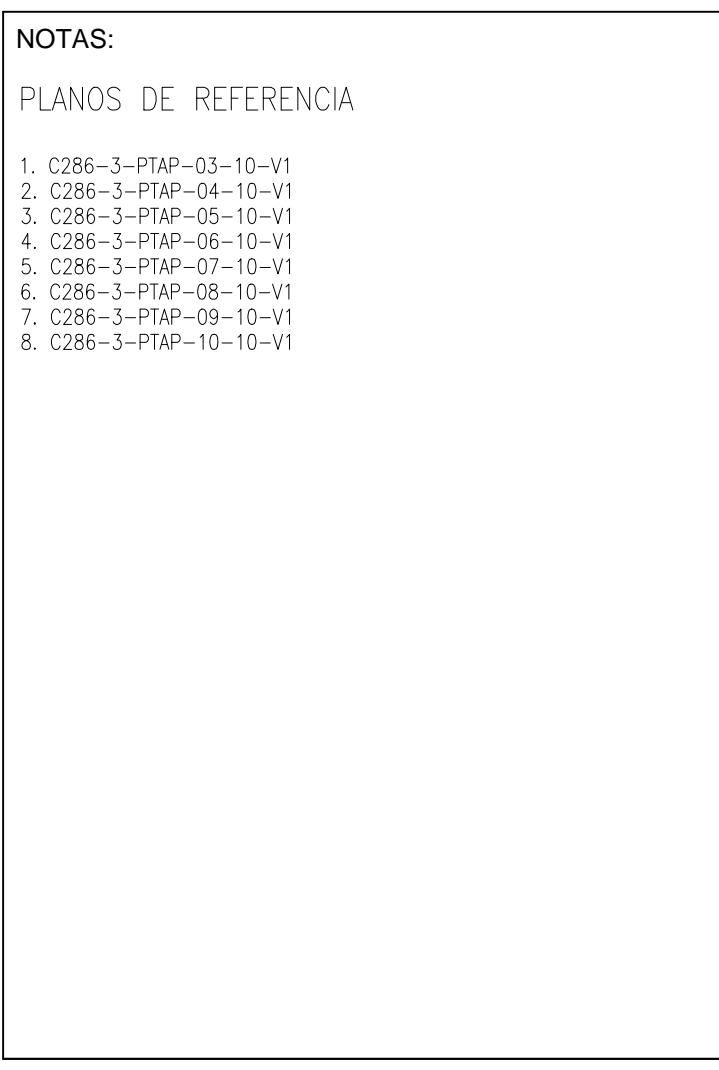 NOTAS:
PLANOS DE REFERENCIA
1. C286-3-PTAP-03-10-V1
2. C286-3-PTAP-04-10-V1
3. C286-3-PTAP-05-10-V1
4. C286-3-PTAP-06-10-V1
5. C286-3-PTAP-07-10-V1
6. C286-3-PTAP-08-10-V1
7. C286-3-PTAP-09-10-V1
8. C286-3-PTAP-10-10-V1